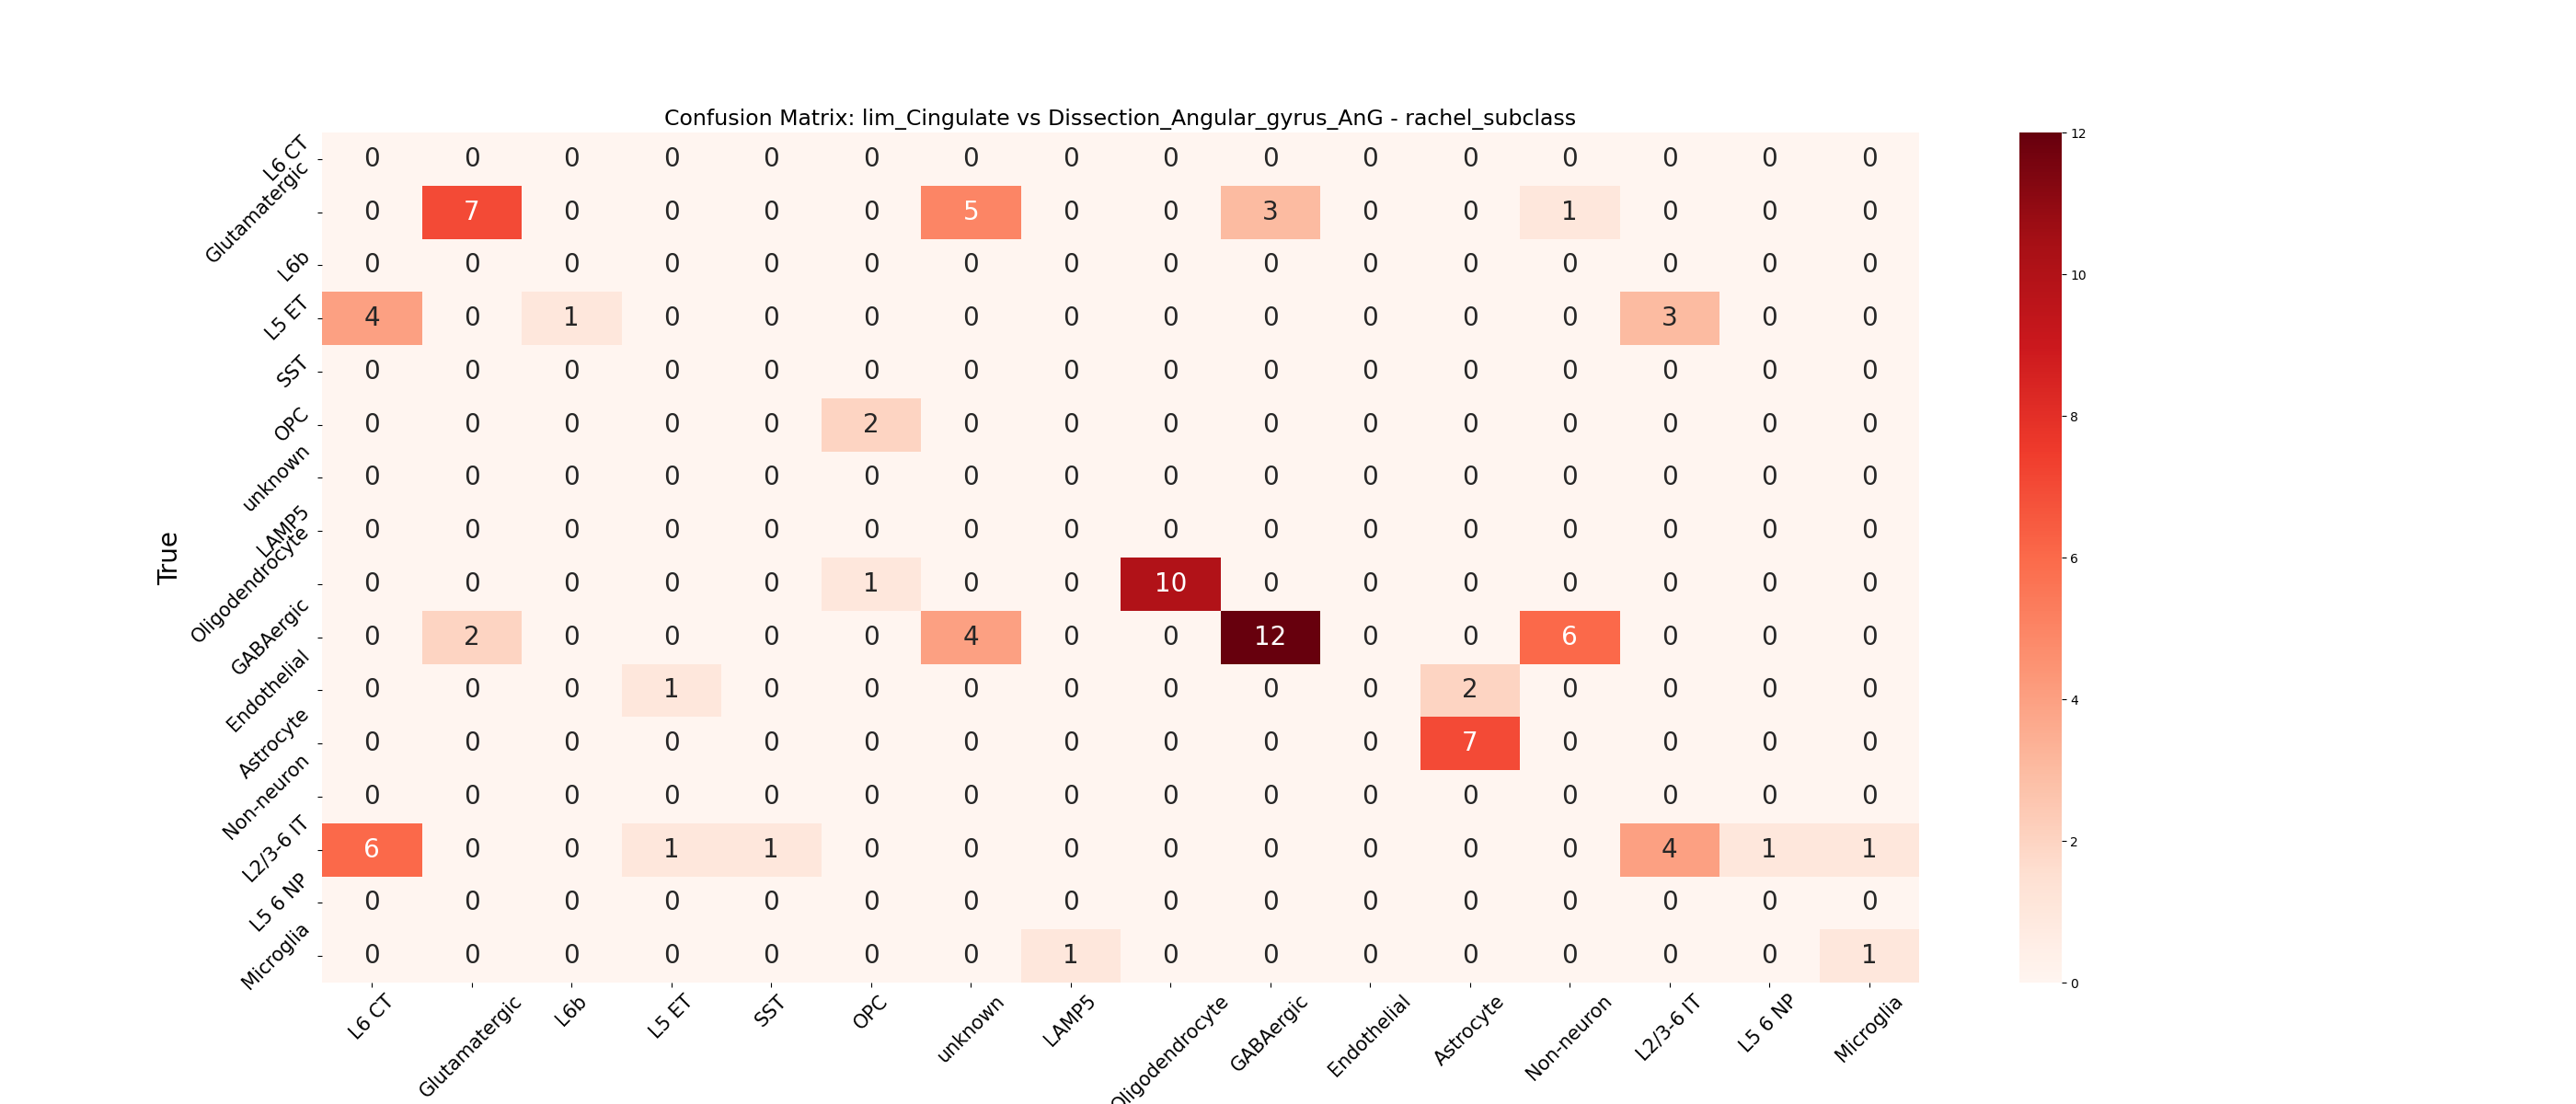 Confusion Matrix: lim_Cingulate vs Dissection_Angular_gyrus_AnG - rachel_subclass
True
L6 CT 0 0 0 0 0 0 0 0 0 0 0 0 0 0 0 0
Glutamatergic 0 7 0 0 0 0 5 0 0 3 0 0 1 0 0 0
L6b 0 0 0 0 0 0 0 0 0 0 0 0 0 0 0 0
L5 ET 4 0 1 0 0 0 0 0 0 0 0 0 0 3 0 0
SST 0 0 0 0 0 0 0 0 0 0 0 0 0 0 0 0
OPC 0 0 0 0 0 2 0 0 0 0 0 0 0 0 0 0
unknown 0 0 0 0 0 0 0 0 0 0 0 0 0 0 0 0
LAMP5 0 0 0 0 0 0 0 0 0 0 0 0 0 0 0 0
Oligodendrocyte 0 0 0 0 0 1 0 0 10 0 0 0 0 0 0 0
GABAergic 0 2 0 0 0 0 4 0 0 12 0 0 6 0 0 0
Endothelial 0 0 0 1 0 0 0 0 0 0 0 2 0 0 0 0
Astrocyte 0 0 0 0 0 0 0 0 0 0 0 7 0 0 0 0
Non-neuron 0 0 0 0 0 0 0 0 0 0 0 0 0 0 0 0
L2/3-6 IT 6 0 0 1 1 0 0 0 0 0 0 0 0 4 1 1
L5 6 NP 0 0 0 0 0 0 0 0 0 0 0 0 0 0 0 0
Microglia 0 0 0 0 0 0 0 1 0 0 0 0 0 0 0 1
L6 CT Glutamatergic L6b L5 ET SST OPC unknown LAMP5 Oligodendrocyte GABAergic Endothelial Astrocyte Non-neuron L2/3-6 IT L5 6 NP Microglia
12
10
8
6
4
2
0